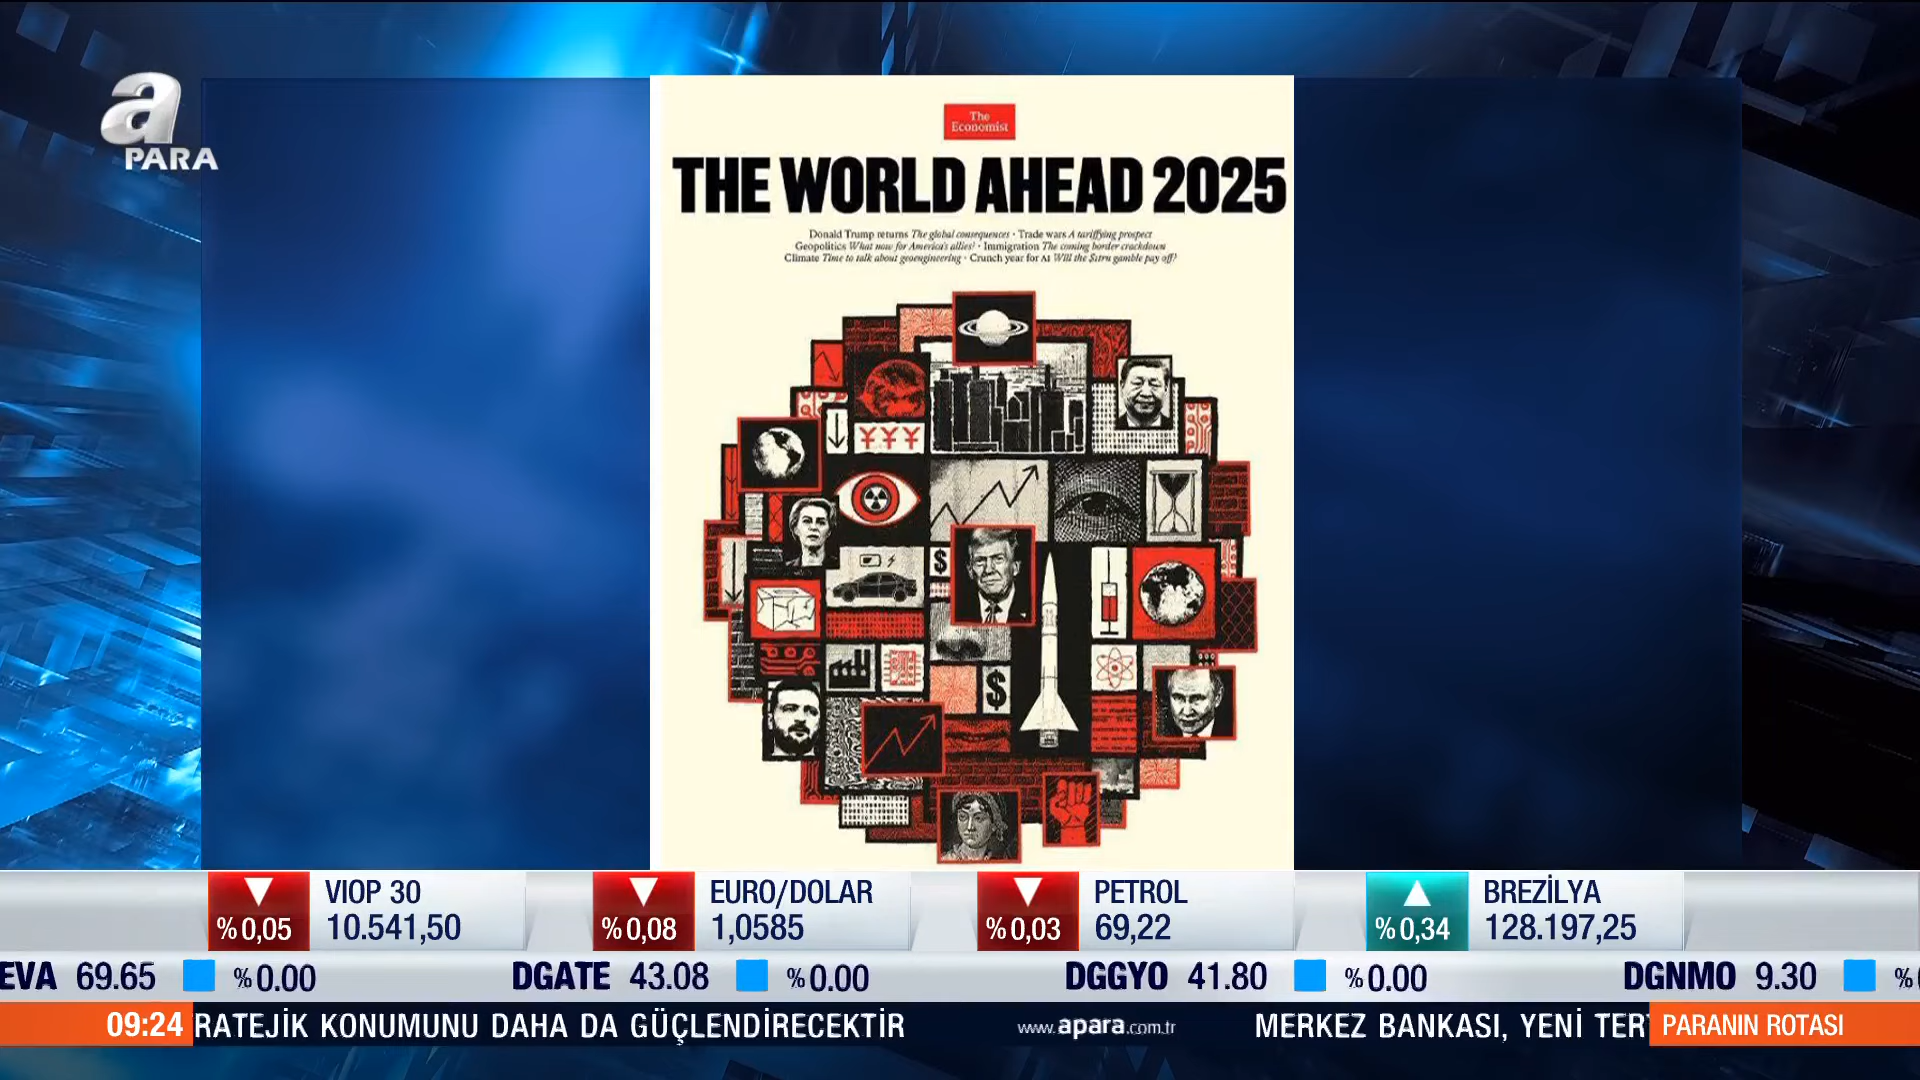 a
PARA
The
Economist
THE WORLD AHEAD 2025
Donald Trump returns The global consequences · Trade wars A tariffying prospect
Geopolitics What now for America's allies? · Immigration The coming border crackdown
Climate Time to talk about geoengineering · Crunch year for AI Will the $1trn gamble pay off?
¥¥¥
$
$
%0,05 VIOP 30 10.541,50
%0,08 EURO/DOLAR 1,0585
%0,03 PETROL 69,22
%0,34 BREZİLYA 128.197,25
EVA 69.65 %0.00 DGATE 43.08 %0.00 DGGYO 41.80 %0.00 DGNMO 9.30 %
09:24 RATEJİK KONUMUNU DAHA DA GÜÇLENDİRECEKTİR www.apara.com.tr MERKEZ BANKASI, YENİ TER PARANIN ROTASI